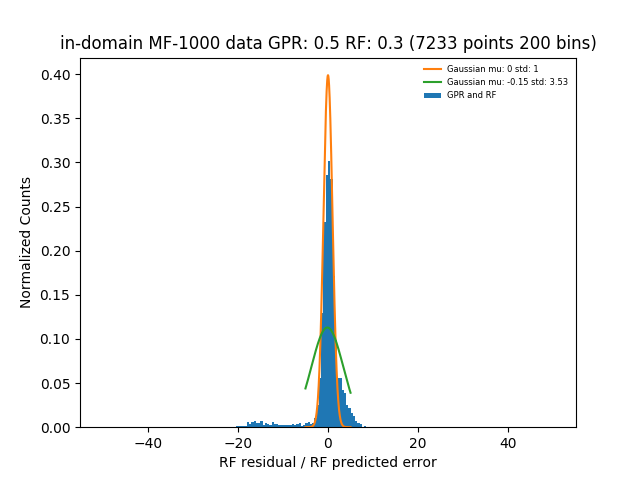 in-domain MF-1000 data GPR: 0.5 RF: 0.3 (7233 points 200 bins)
Gaussian mu: 0 std: 1
Gaussian mu: -0.15 std: 3.53
GPR and RF
Normalized Counts
0.40
0.35
0.30
0.25
0.20
0.15
0.10
0.05
0.00
−40
−20
0
20
40
RF residual / RF predicted error